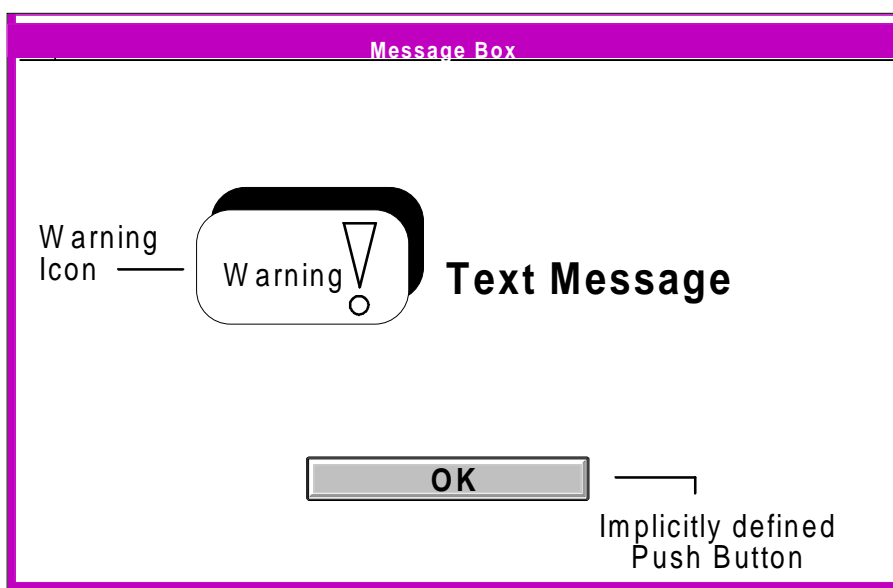 Message Box
Warning
Icon
Warning
Text Message
OK
Implicitly defined
Push Button